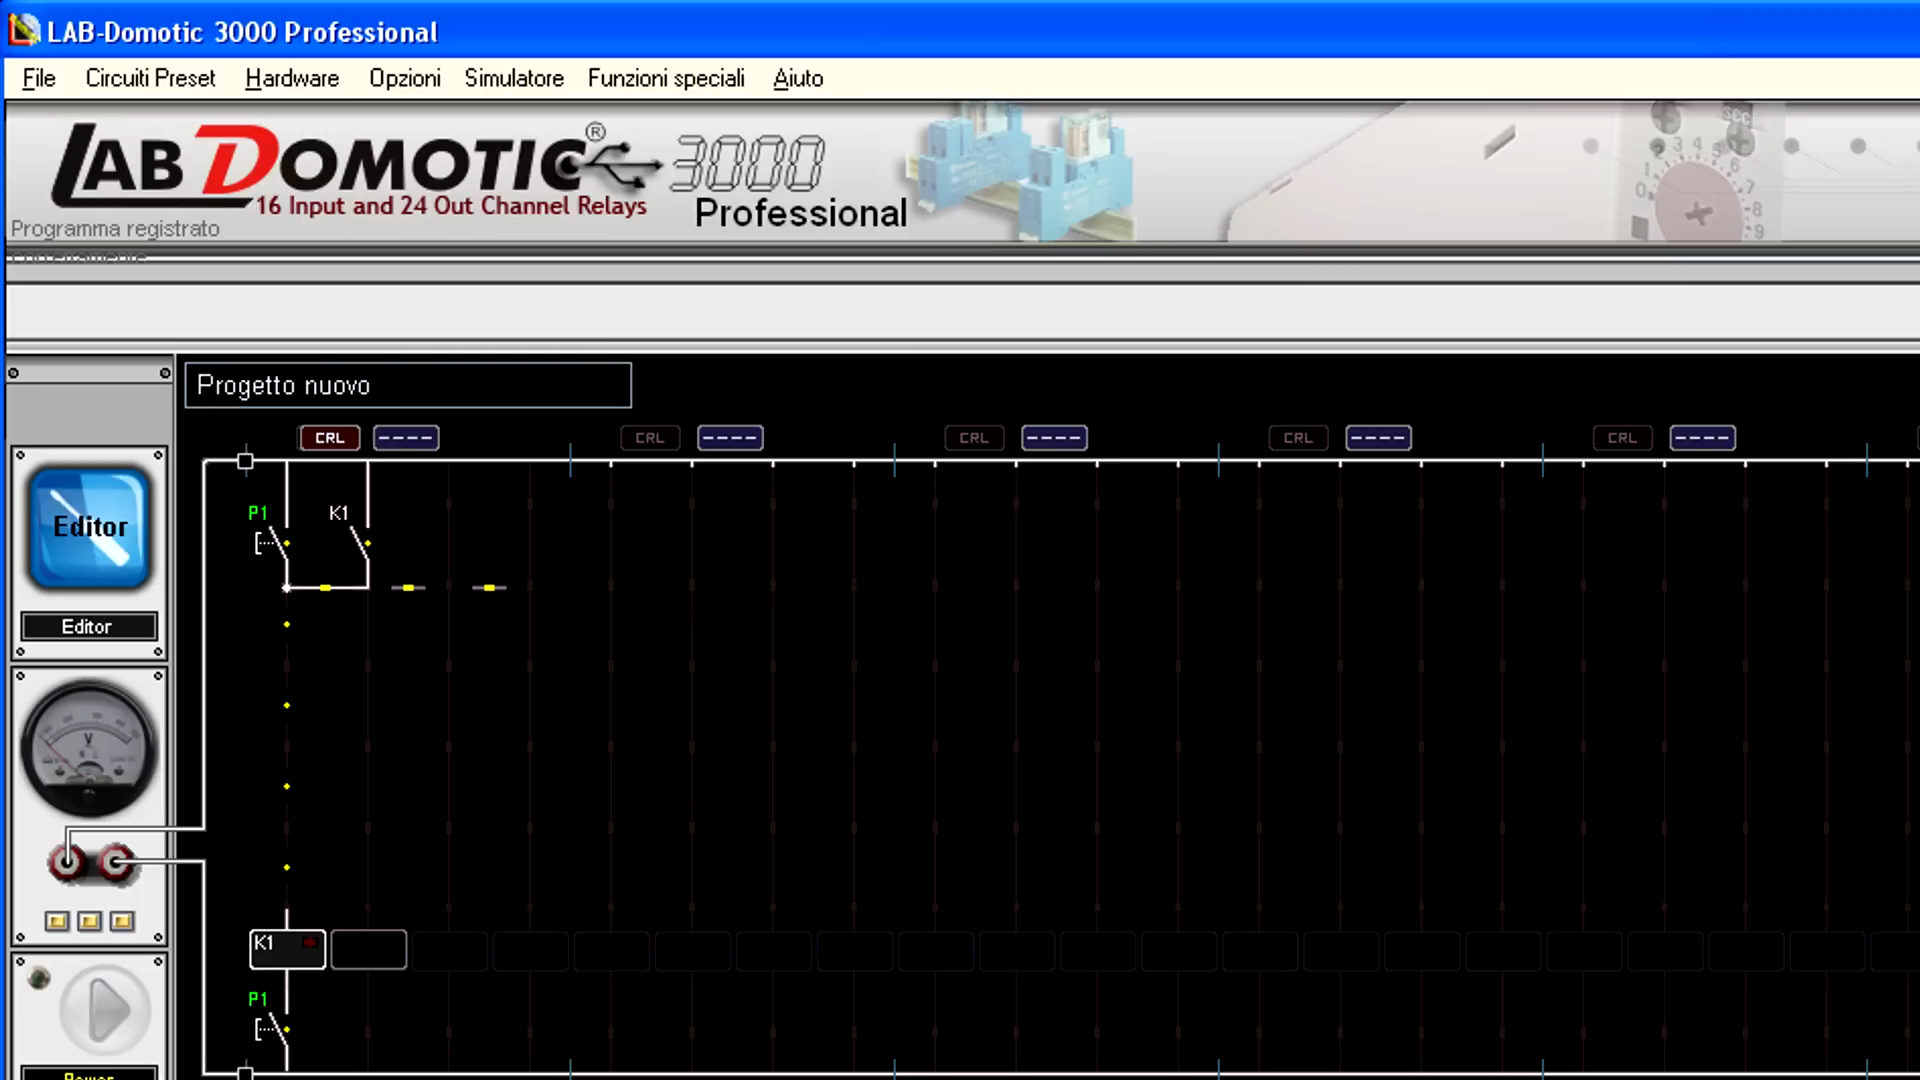 LAB-Domotic 3000 Professional
File Circuiti Preset Hardware Opzioni Simulatore Funzioni speciali Aiuto
LAB DOMOTIC ® 3000
16 Input and 24 Out Channel Relays
Professional
Programma registrato
Progetto nuovo
CRL ---- CRL ---- CRL ---- CRL ---- CRL ----
P1 K1
Editor
Editor
V
K1
P1